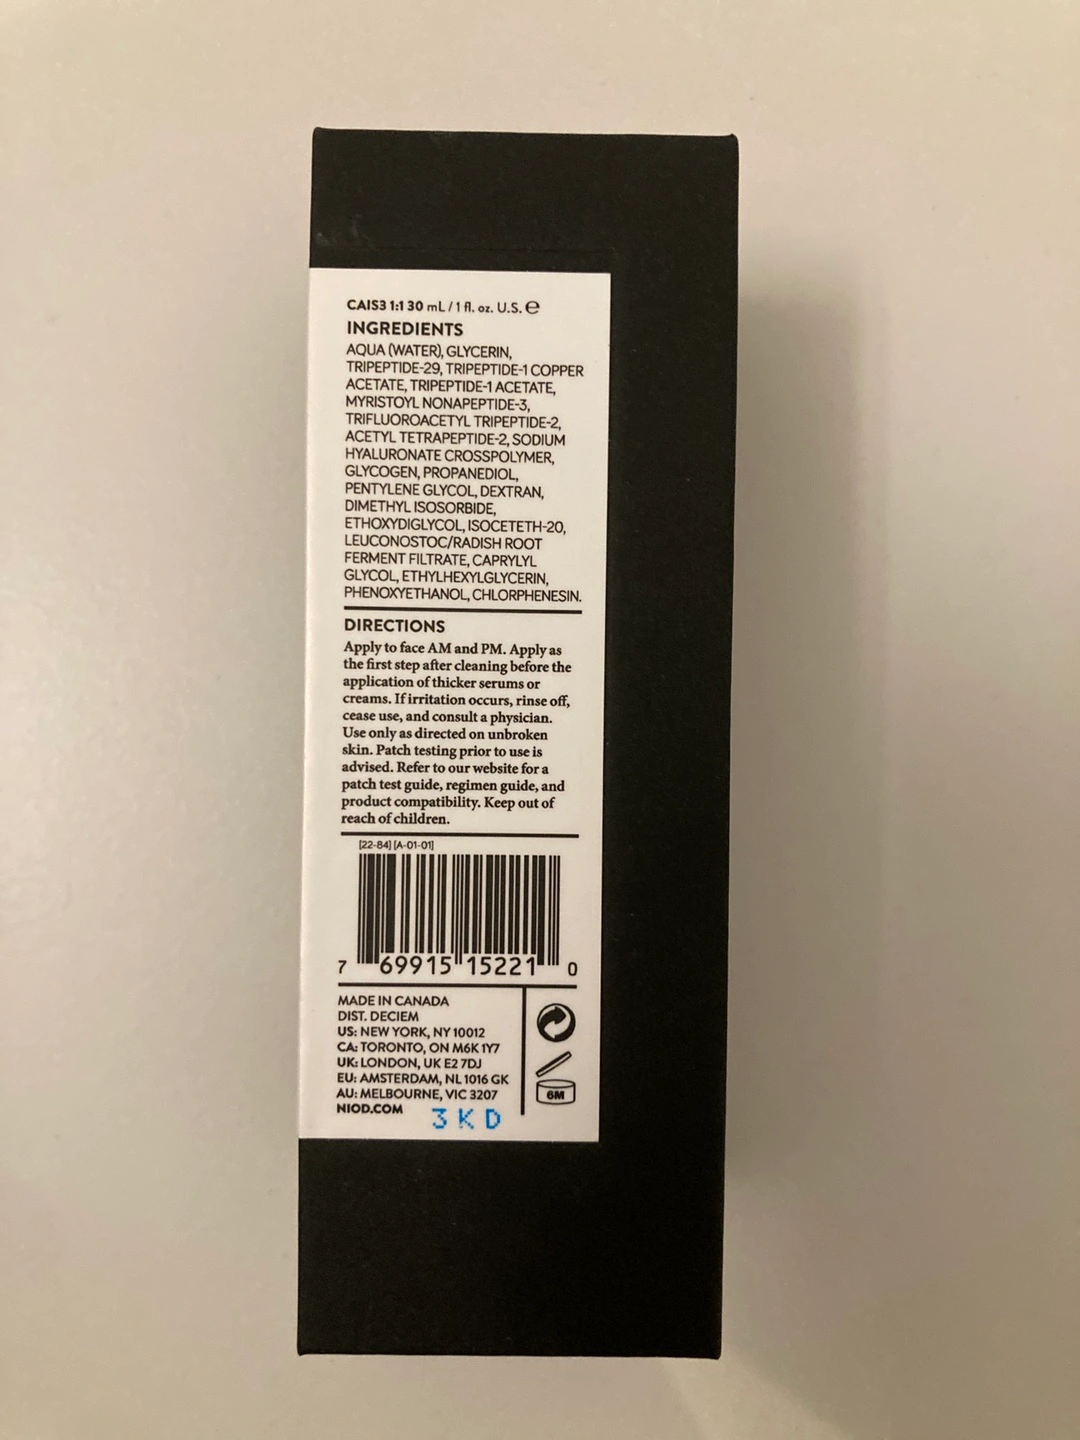 CAIS3 1:1 30 mL / 1 fl. oz. U.S. ℮
INGREDIENTS
AQUA (WATER), GLYCERIN,
TRIPEPTIDE-29, TRIPEPTIDE-1 COPPER
ACETATE, TRIPEPTIDE-1 ACETATE,
MYRISTOYL NONAPEPTIDE-3,
TRIFLUOROACETYL TRIPEPTIDE-2,
ACETYL TETRAPEPTIDE-2, SODIUM
HYALURONATE CROSSPOLYMER,
GLYCOGEN, PROPANEDIOL,
PENTYLENE GLYCOL, DEXTRAN,
DIMETHYL ISOSORBIDE,
ETHOXYDIGLYCOL, ISOCETETH-20,
LEUCONOSTOC/RADISH ROOT
FERMENT FILTRATE, CAPRYLYL
GLYCOL, ETHYLHEXYLGLYCERIN,
PHENOXYETHANOL, CHLORPHENESIN.
DIRECTIONS
Apply to face AM and PM. Apply as
the first step after cleaning before the
application of thicker serums or
creams. If irritation occurs, rinse off,
cease use, and consult a physician.
Use only as directed on unbroken
skin. Patch testing prior to use is
advised. Refer to our website for a
patch test guide, regimen guide, and
product compatibility. Keep out of
reach of children.
[22-84] [A-01-01]
7 69915 15221 0
MADE IN CANADA
DIST. DECIEM
US: NEW YORK, NY 10012
CA: TORONTO, ON M6K 1Y7
UK: LONDON, UK E2 7DJ
EU: AMSTERDAM, NL 1016 GK
AU: MELBOURNE, VIC 3207
NIOD.COM
3KD
6M